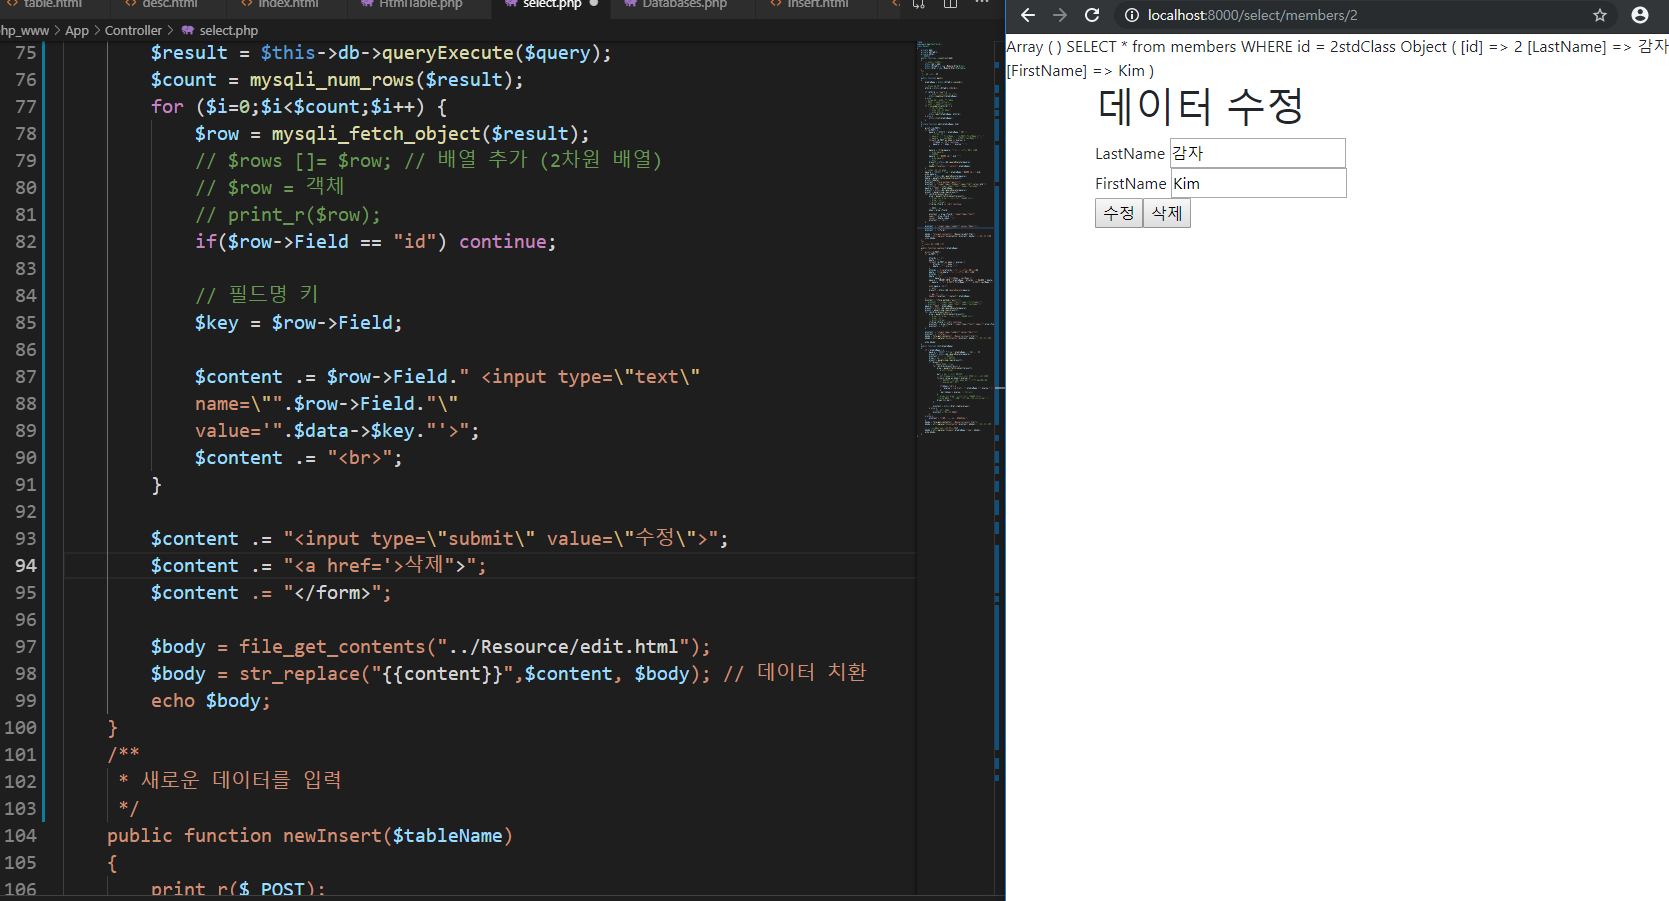 table.html desc.html index.html HtmlTable.php select.php Databases.php insert.html
php_www > App > Controller > select.php
75 $result = $this->db->queryExecute($query);
76 $count = mysqli_num_rows($result);
77 for ($i=0;$i<$count;$i++) {
78 $row = mysqli_fetch_object($result);
79 // $rows []= $row; // 배열 추가 (2차원 배열)
80 // $row = 객체
81 // print_r($row);
82 if($row->Field == "id") continue;
83
84 // 필드명 키
85 $key = $row->Field;
86
87 $content .= $row->Field." <input type=\"text\"
88 name=\"".$row->Field."\"
89 value='".$data->$key."'>";
90 $content .= "<br>";
91 }
92
93 $content .= "<input type=\"submit\" value=\"수정\">";
94 $content .= "<a href='>삭제">";
95 $content .= "</form>";
96
97 $body = file_get_contents("../Resource/edit.html");
98 $body = str_replace("{{content}}",$content, $body); // 데이터 치환
99 echo $body;
100 }
101 /**
102 * 새로운 데이터를 입력
103 */
104 public function newInsert($tableName)
105 {
106 print_r($_POST);
localhost:8000/select/members/2
Array ( ) SELECT * from members WHERE id = 2stdClass Object ( [id] => 2 [LastName] => 감자
[FirstName] => Kim )
데이터 수정
LastName 감자
FirstName Kim
수정 삭제